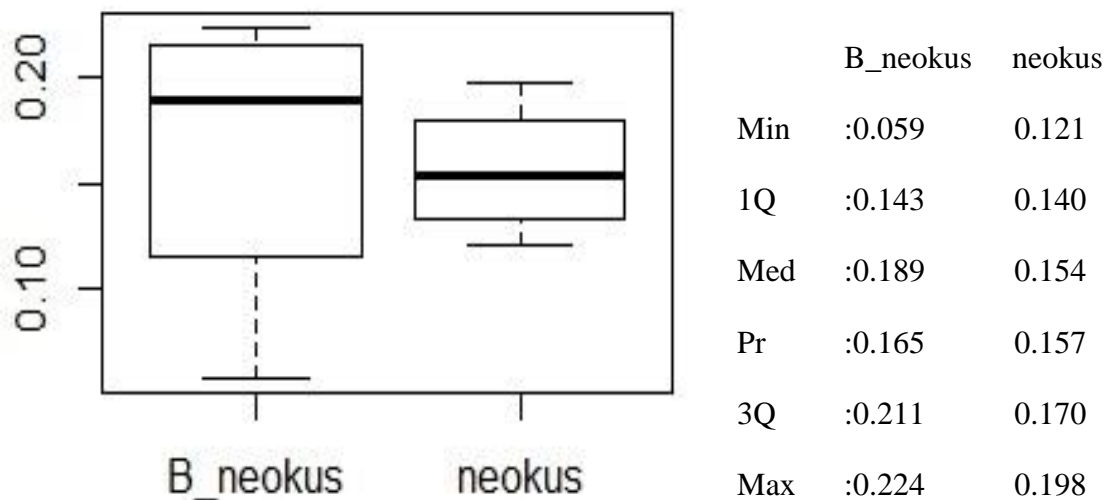 0.20
0.10
B_neokus neokus
B_neokus neokus
Min :0.059 0.121
1Q :0.143 0.140
Med :0.189 0.154
Pr :0.165 0.157
3Q :0.211 0.170
Max :0.224 0.198